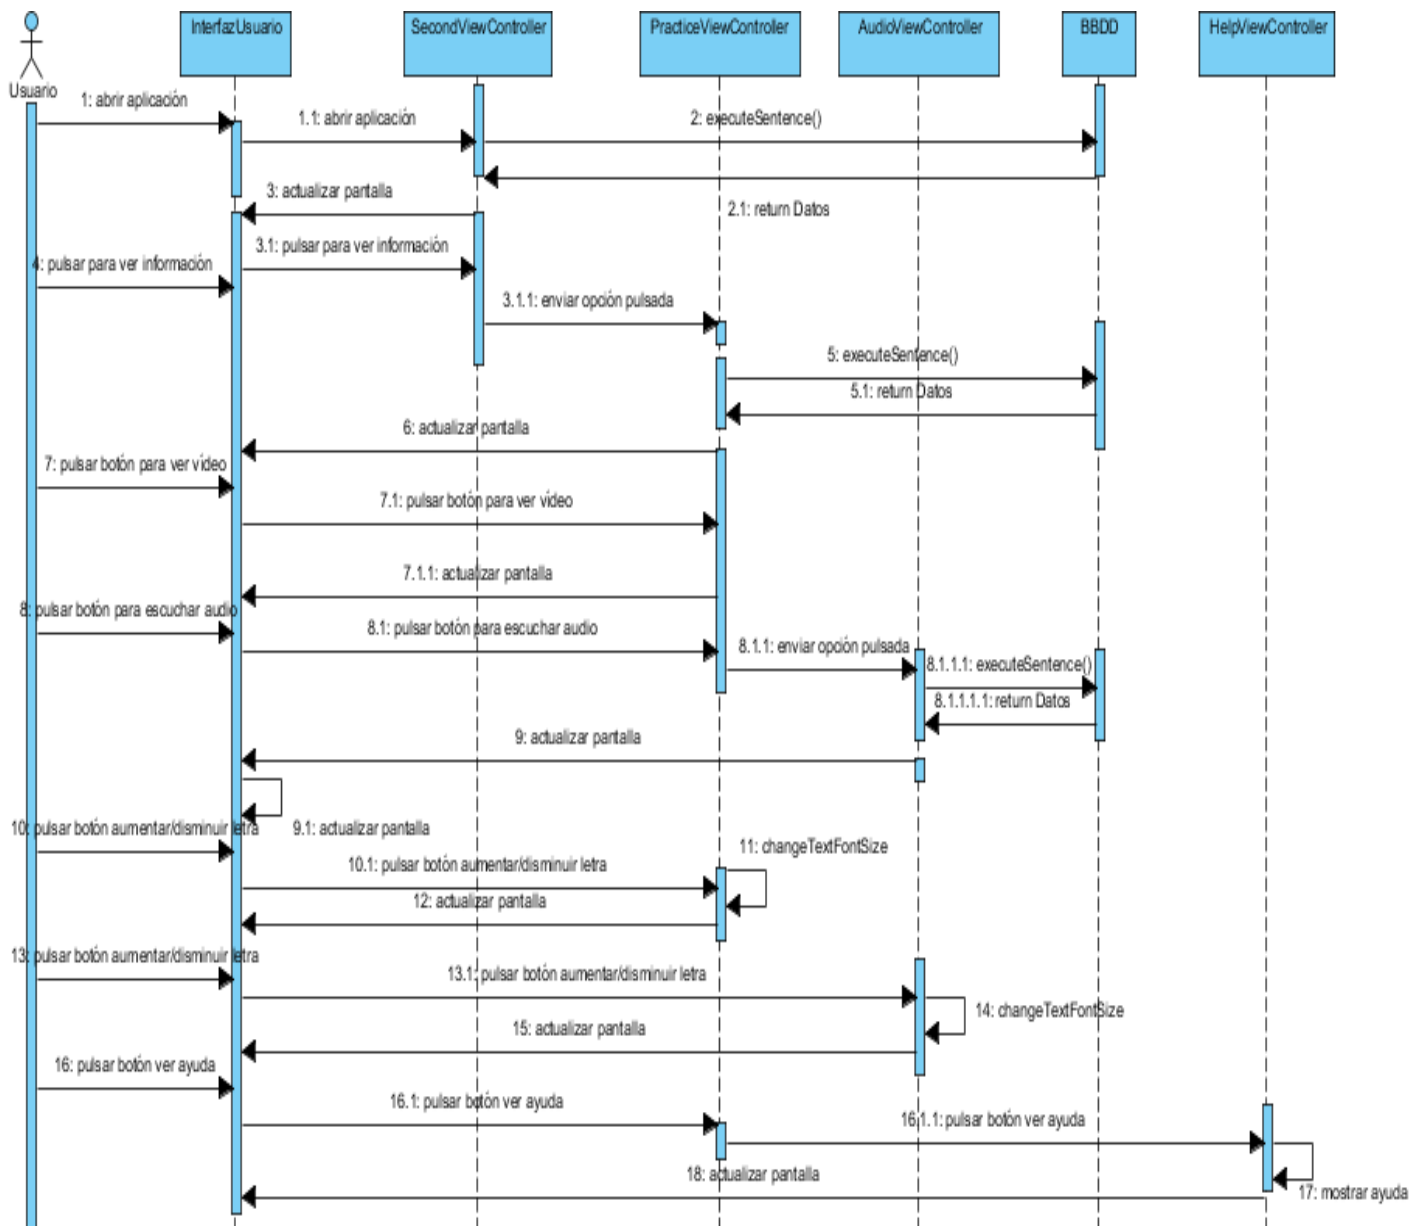 InterfazUsuario
SecondViewController
PracticeViewController
AudioViewController
BBDD
HelpViewController
Usuario
1: abrir aplicación
1.1: abrir aplicación
2: executeSentence()
3: actualizar pantalla
2.1: return Datos
3.1: pulsar para ver información
4: pulsar para ver información
3.1.1: enviar opción pulsada
5: executeSentence()
5.1: return Datos
6: actualizar pantalla
7: pulsar botón para ver vídeo
7.1: pulsar botón para ver vídeo
7.1.1: actualizar pantalla
8: pulsar botón para escuchar audio
8.1: pulsar botón para escuchar audio
8.1.1: enviar opción pulsada
8.1.1.1: executeSentence()
8.1.1.1.1: return Datos
9: actualizar pantalla
9.1: actualizar pantalla
10: pulsar botón aumentar/disminuir letra
11: changeTextFontSize
10.1: pulsar botón aumentar/disminuir letra
12: actualizar pantalla
13: pulsar botón aumentar/disminuir letra
13.1: pulsar botón aumentar/disminuir letra
14: changeTextFontSize
15: actualizar pantalla
16: pulsar botón ver ayuda
16.1: pulsar botón ver ayuda
16.1.1: pulsar botón ver ayuda
18: actualizar pantalla
17: mostrar ayuda